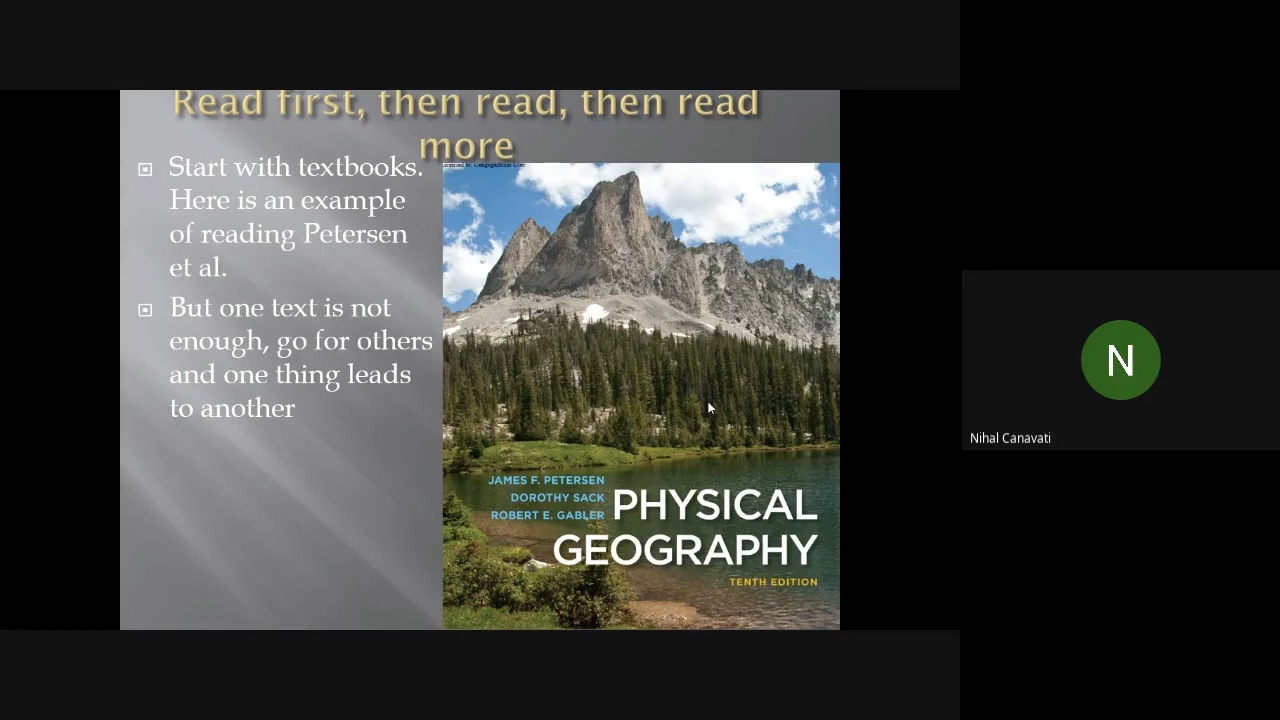 Read first, then read, then read
more
Start with textbooks.
Here is an example
of reading Petersen
et al.
But one text is not
enough, go for others
and one thing leads
to another
JAMES F. PETERSEN
DOROTHY SACK
ROBERT E. GABLER
PHYSICAL
GEOGRAPHY
TENTH EDITION
N
Nihal Canavati